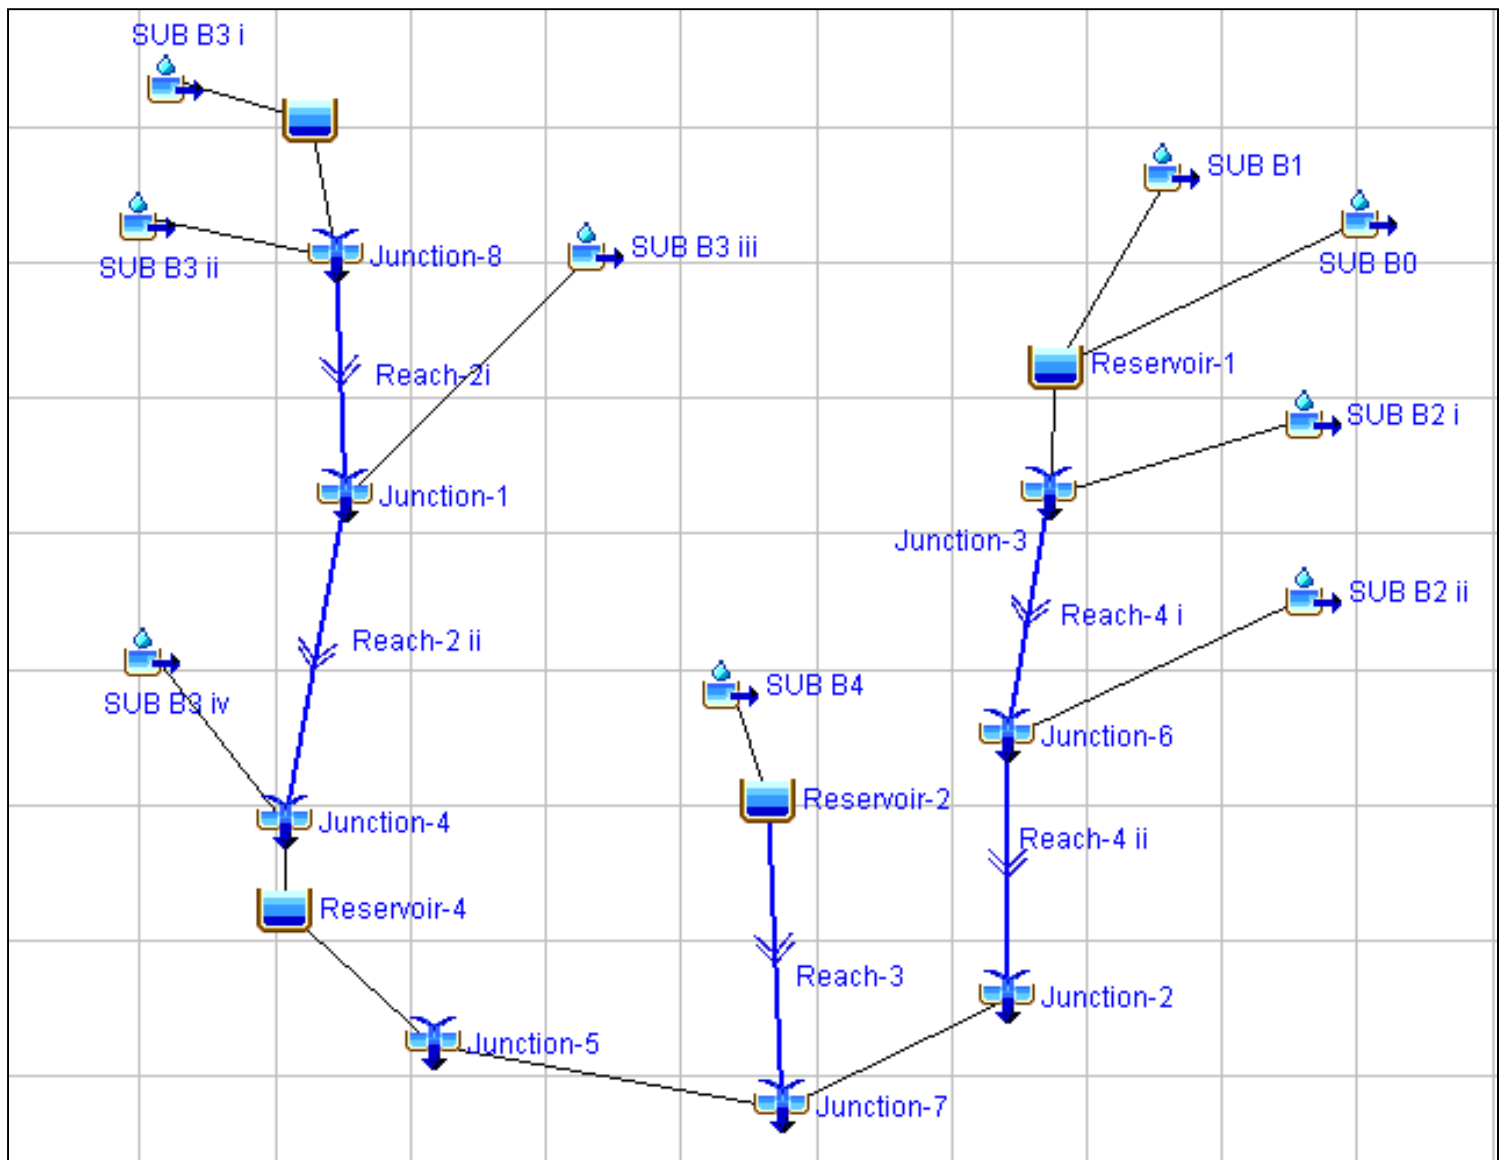 SUB B3 i
SUB B1
SUB B3 iii
Junction-8
SUB B3 ii
SUB B0
Reservoir-1
Reach-2i
SUB B2 i
Junction-1
Junction-3
SUB B2 ii
Reach-4 i
Reach-2 ii
SUB B4
SUB B3 iv
Junction-6
Reservoir-2
Junction-4
Reach-4 ii
Reservoir-4
Reach-3
Junction-2
Junction-5
Junction-7